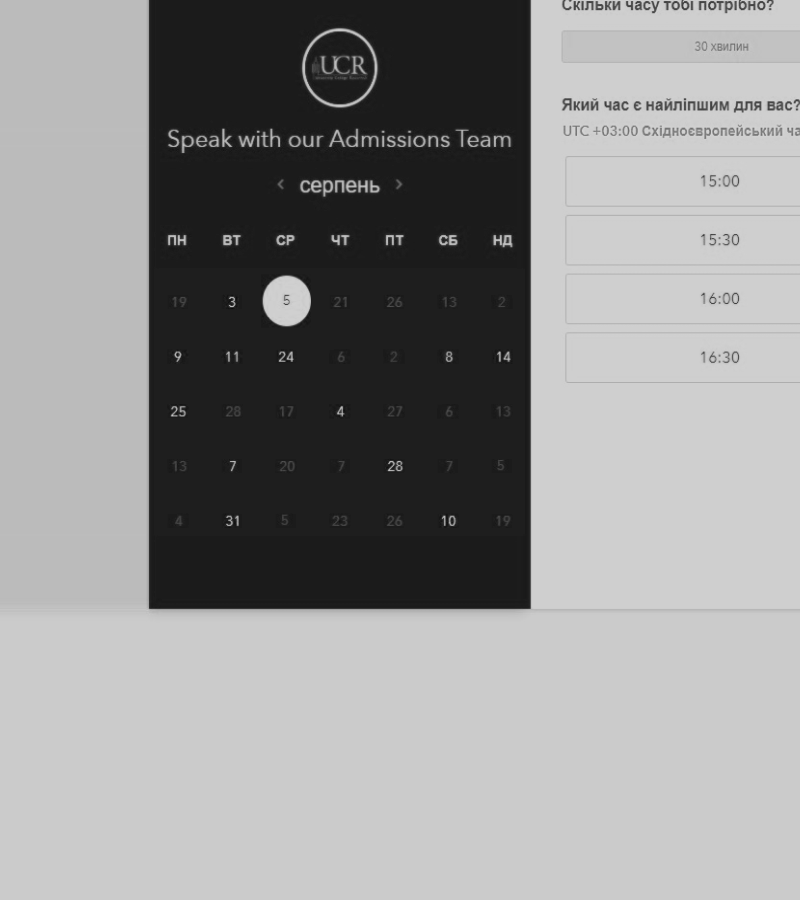 UCR
Speak with our Admissions Team
серпень
ПН ВТ СР ЧТ ПТ СБ НД
19 3 5 21 26 13 2
9 11 24 6 2 8 14
25 28 17 4 27 6 13
13 7 20 7 28 7 5
4 31 5 23 26 10 19
Скільки часу тобі потрібно?
30 хвилин
Який час є найліпшим для вас?
UTC +03:00 Східноєвропейський
15:00
15:30
16:00
16:30